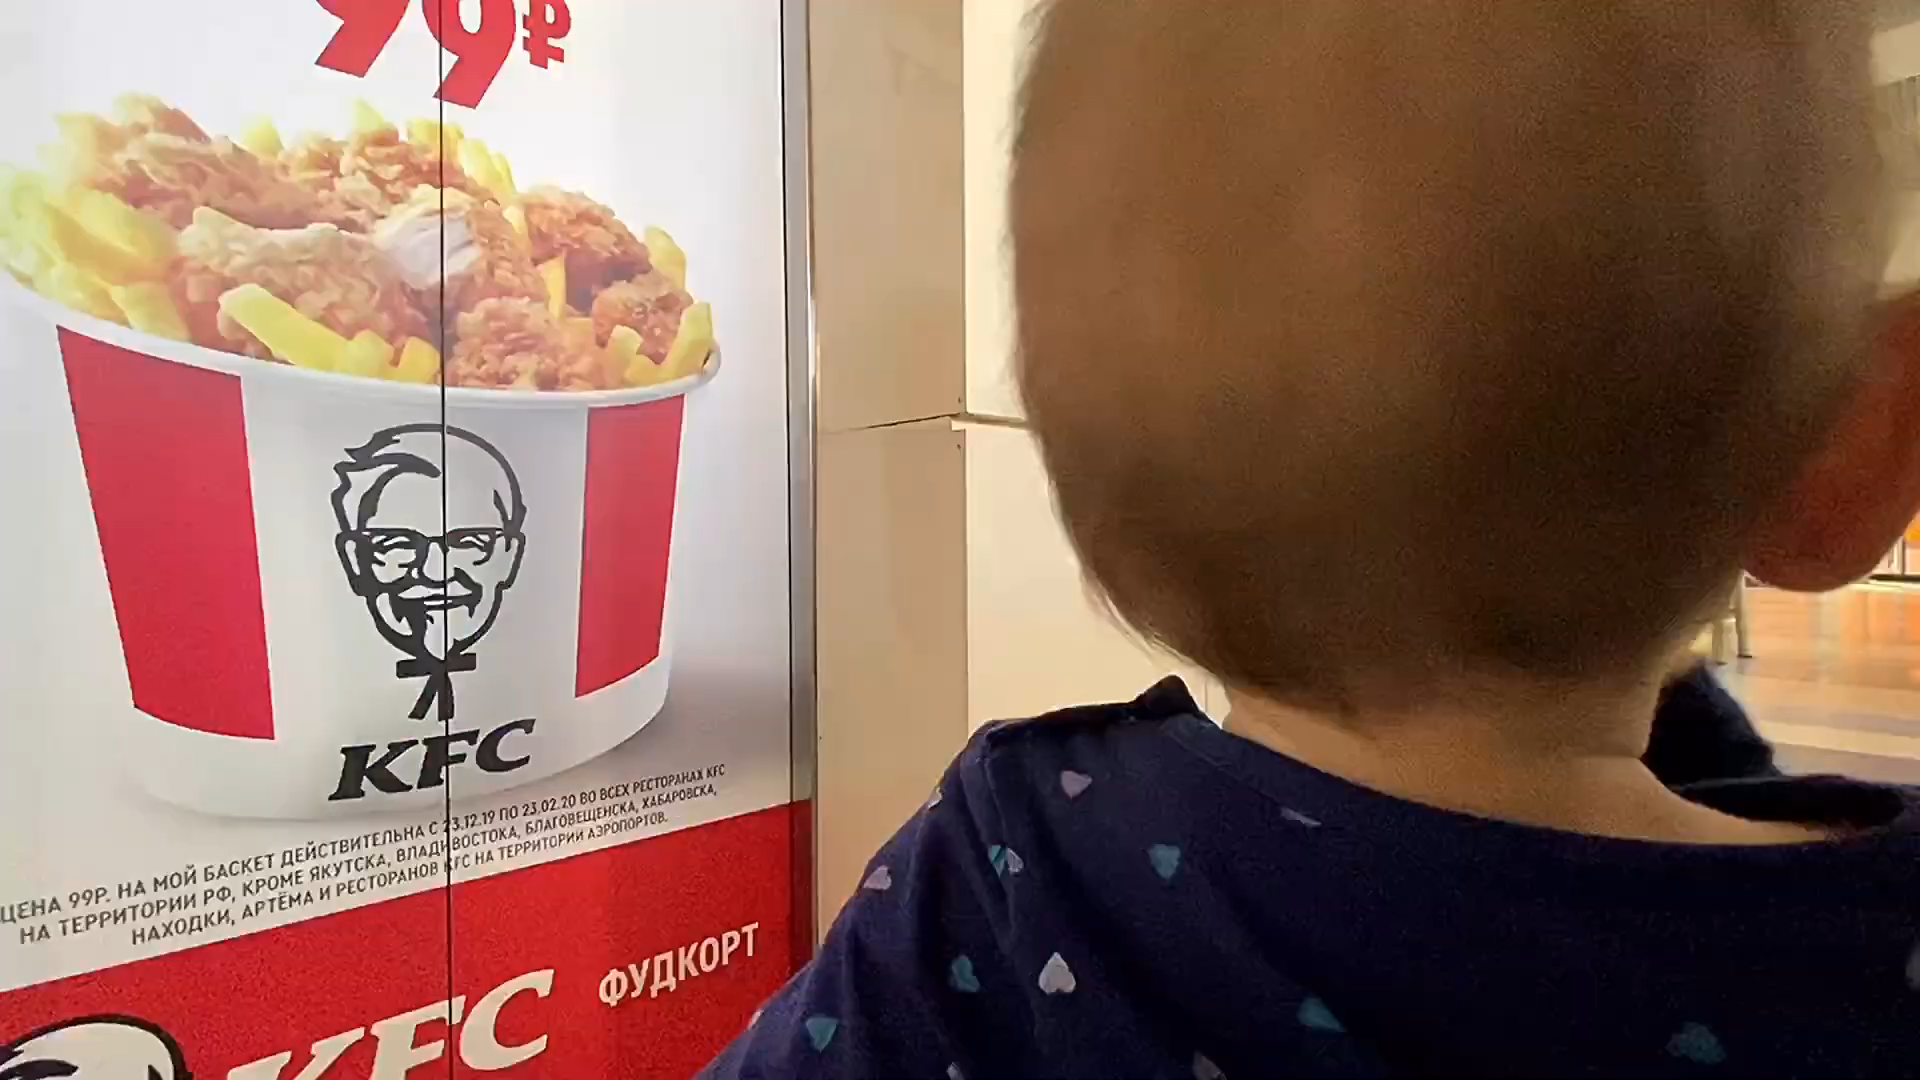 99₽
KFC
ЦЕНА 99Р. НА МОЙ БАСКЕТ ДЕЙСТВИТЕЛЬНА С 23.12.19 ПО 23.02.20 ВО ВСЕХ РЕСТОРАНАХ KFC
НА ТЕРРИТОРИИ РФ, КРОМЕ ЯКУТСКА, ВЛАДИВОСТОКА, БЛАГОВЕЩЕНСКА, ХАБАРОВСКА,
НАХОДКИ, АРТЁМА И РЕСТОРАНОВ KFC НА ТЕРРИТОРИИ АЭРОПОРТОВ.
KFC ФУДКОРТ